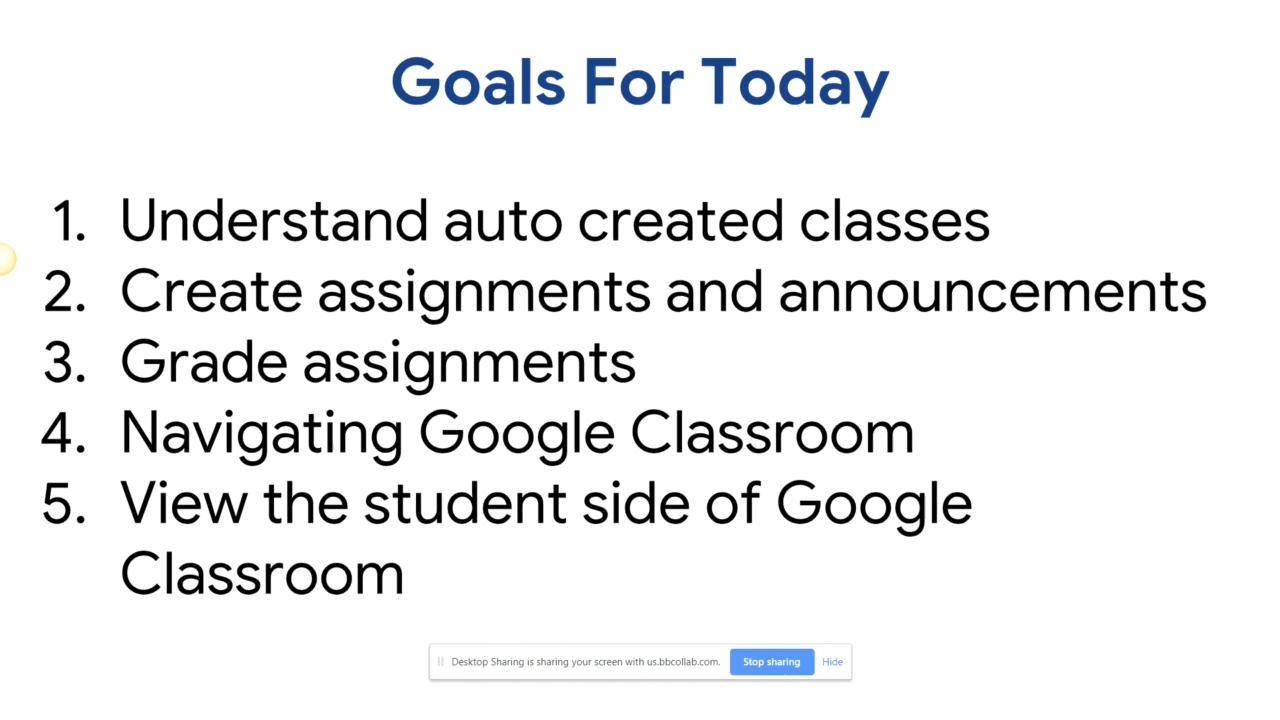 Goals For Today
1. Understand auto created classes
2. Create assignments and announcements
3. Grade assignments
4. Navigating Google Classroom
5. View the student side of Google
Classroom
Desktop Sharing is sharing your screen with us.bbcollab.com. Stop sharing Hide